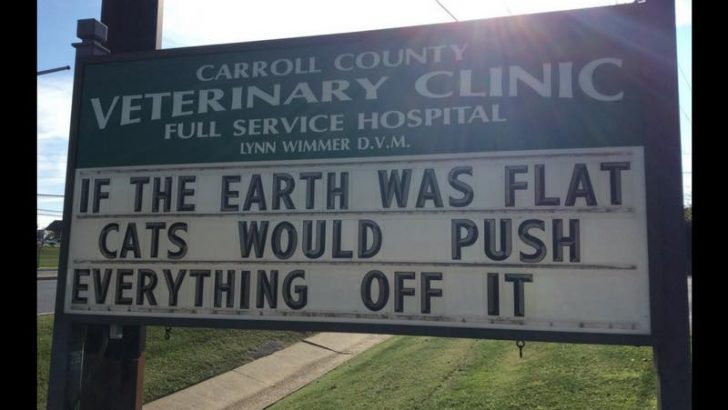 CARROLL COUNTY
VETERINARY CLINIC
FULL SERVICE HOSPITAL
LYNN WIMMER D.V.M.
IF THE EARTH WAS FLAT
CATS WOULD PUSH
EVERYTHING OFF IT